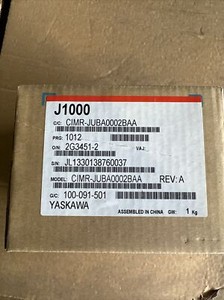 J1000
C/C: CIMR-JUBA0002BAA
PRG: 1012
O/N: 2G3451-2 VAJ
S/N: JL1330138760037
MODEL: CIMR-JUBA0002BAA REV: A
C/O: 100-091-501
YASKAWA
ASSEMBLED IN CHINA GW: 1 Kg